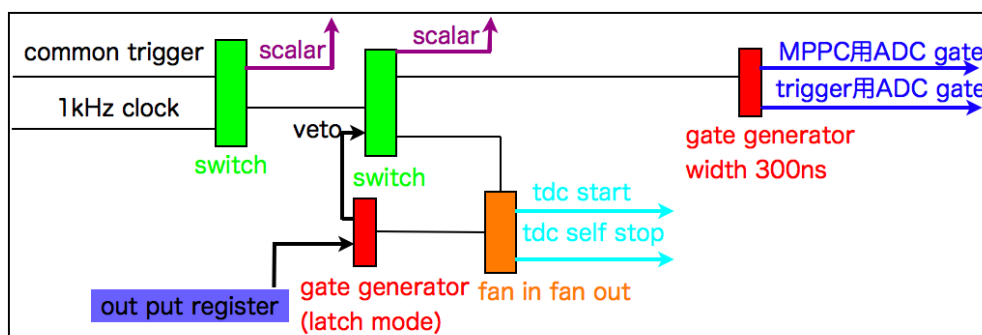 common trigger
scalar
scalar
MPPC用ADC gate
1kHz clock
trigger用ADC gate
veto
switch
switch
gate generator
width 300ns
tdc start
tdc self stop
out put register
gate generator
(latch mode)
fan in fan out